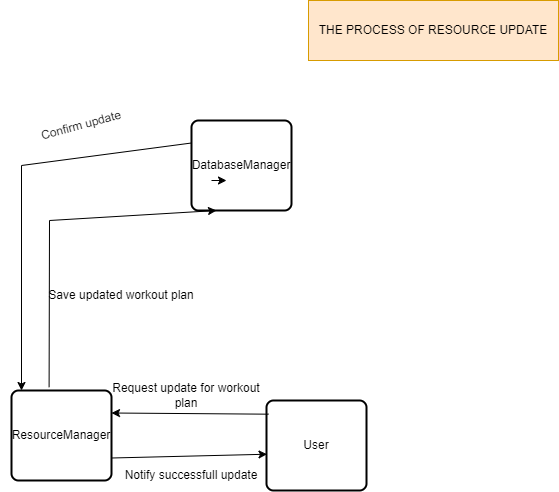 THE PROCESS OF RESOURCE UPDATE
Confirm update
DatabaseManager
Save updated workout plan
Request update for workout
plan
ResourceManager
User
Notify successfull update